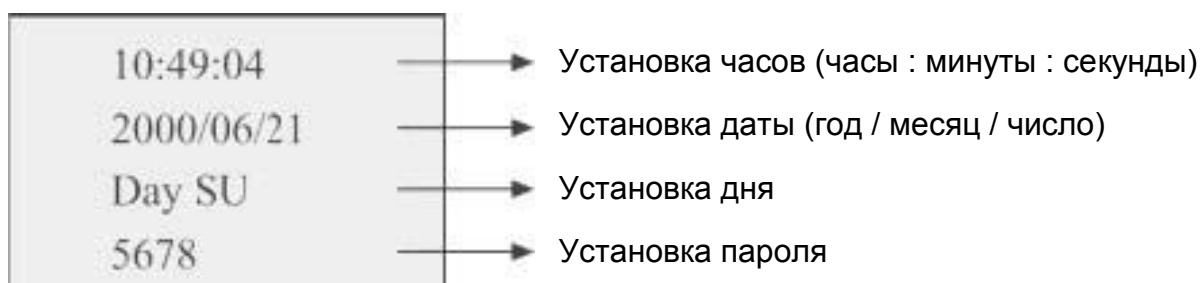 10:49:04 Установка часов (часы : минуты : секунды)
2000/06/21 Установка даты (год / месяц / число)
Day SU Установка дня
5678 Установка пароля